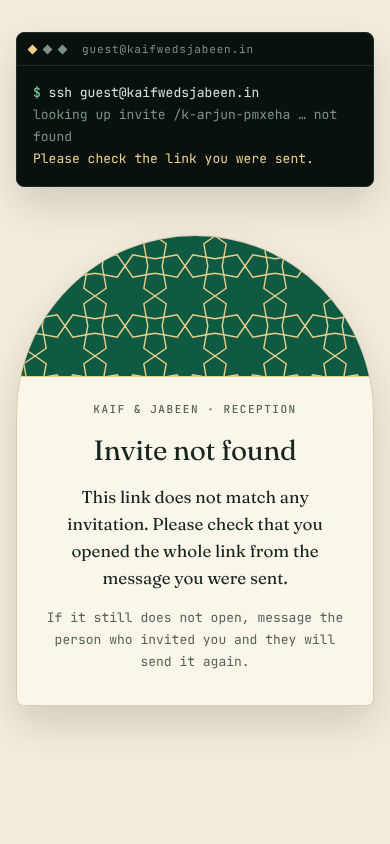 guest@kaifwedsjabeen.in
$ ssh guest@kaifwedsjabeen.in
looking up invite /k-arjun-pmxeha … not
found
Please check the link you were sent.
KAIF & JABEEN · RECEPTION
Invite not found
This link does not match any
invitation. Please check that you
opened the whole link from the
message you were sent.
If it still does not open, message the
person who invited you and they will
send it again.